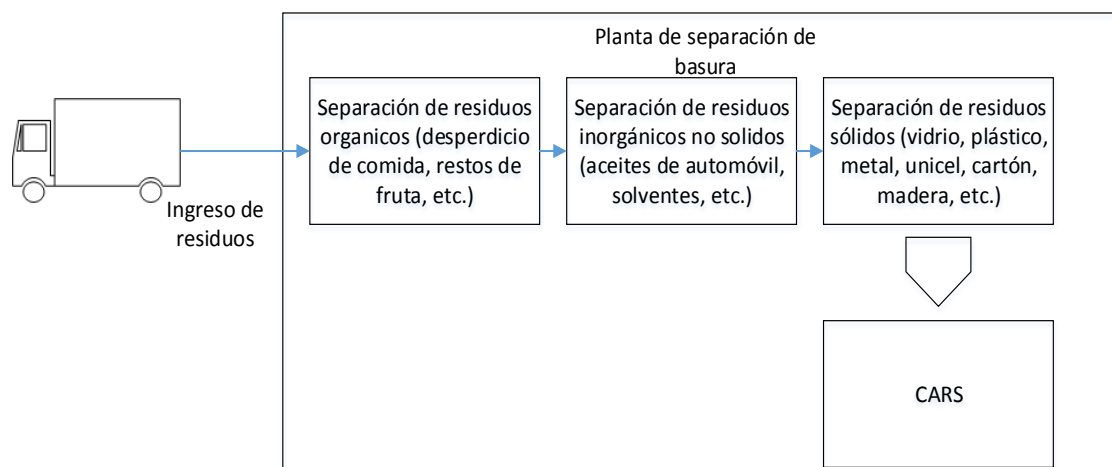 Planta de separación de
basura
Ingreso de
residuos
Separación de residuos
organicos (desperdicio
de comida, restos de
fruta, etc.)
Separación de residuos
inorgánicos no solidos
(aceites de automóvil,
solventes, etc.)
Separación de residuos
sólidos (vidrio, plástico,
metal, unicel, cartón,
madera, etc.)
CARS